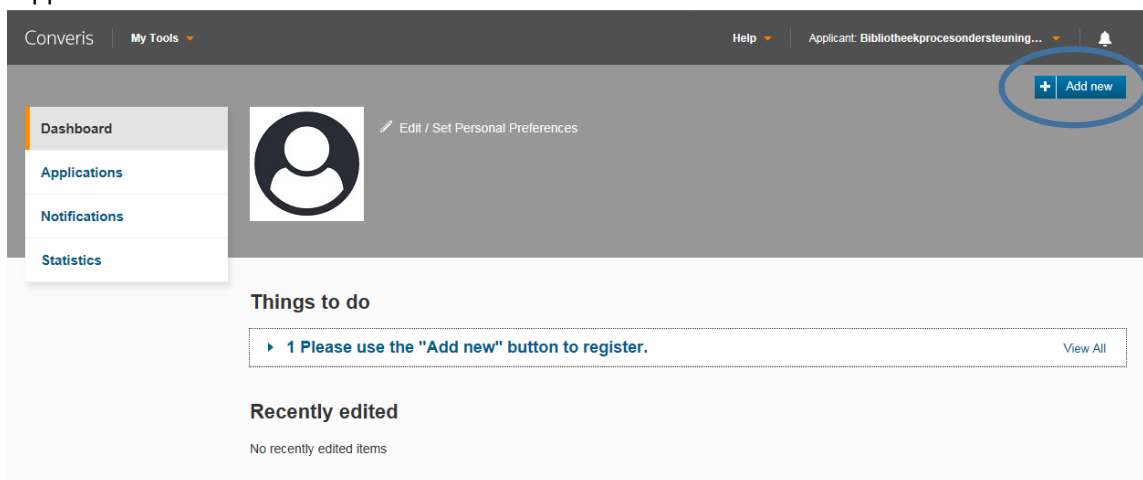 Converis My Tools Help Applicant: Bibliotheekprocesondersteuning...
+ Add new
Dashboard
Edit / Set Personal Preferences
Applications
Notifications
Statistics
Things to do
1 Please use the "Add new" button to register. View All
Recently edited
No recently edited items